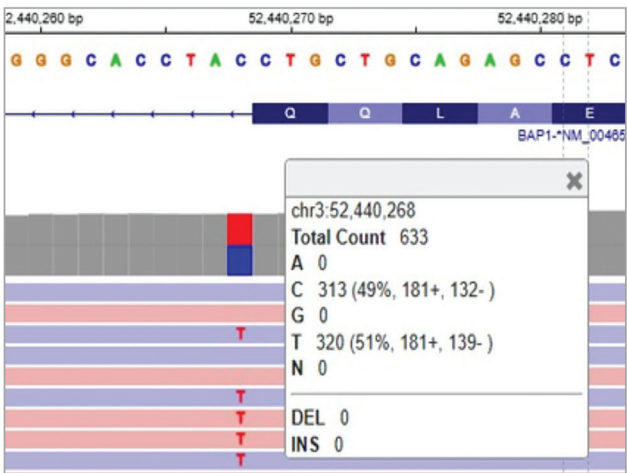 2,440,260 bp 52,440,270 bp 52,440,280 bp
G G G C A C C T A C C T G C T G C A G A G C C T C
Q Q L A E
BAP1-*NM_00465
chr3:52,440,268
Total Count 633
A 0
C 313 (49%, 181+, 132- )
G 0
T 320 (51%, 181+, 139- )
N 0
DEL 0
INS 0
T
T
T
T
T